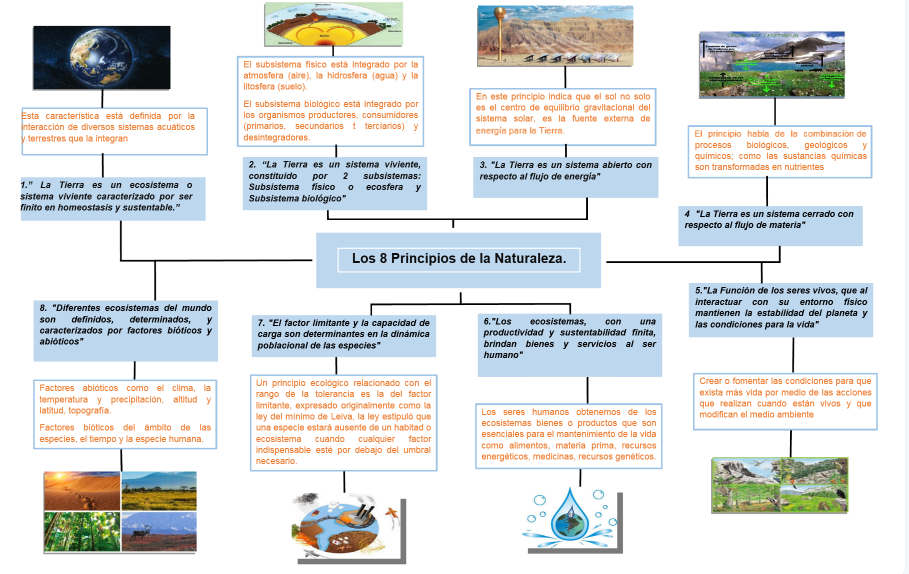 Esta característica está definida por la
interacción de diversos sistemas acuáticos
y terrestres que la integran
1.” La Tierra es un ecosistema o
sistema viviente caracterizado por ser
finito en homeostasis y sustentable.”
El subsistema físico está integrado por la
atmosfera (aire), la hidrosfera (agua) y la
litosfera (suelo).
El subsistema biológico está integrado por
los organismos productores, consumidores
(primarios, secundarios t terciarios) y
desintegradores.
2. “La Tierra es un sistema viviente,
constituido por 2 subsistemas:
Subsistema físico o ecosfera y
Subsistema biológico"
En este principio indica que el sol no solo
es el centro de equilibrio gravitacional del
sistema solar, es la fuente externa de
energía para la Tierra.
3. "La Tierra es un sistema abierto con
respecto al flujo de energía"
El principio habla de la combinación de
procesos biológicos, geológicos y
químicos; como las sustancias químicas
son transformadas en nutrientes
4 "La Tierra es un sistema cerrado con
respecto al flujo de materia"
Los 8 Principios de la Naturaleza.
8. "Diferentes ecosistemas del mundo
son definidos, determinados, y
caracterizados por factores bióticos y
abióticos"
Factores abióticos como el clima, la
temperatura y precipitación, altitud y
latitud, topografía.
Factores bióticos del ámbito de las
especies, el tiempo y la especie humana.
7. "El factor limitante y la capacidad de
carga son determinantes en la dinámica
poblacional de las especies"
Un principio ecológico relacionado con el
rango de la tolerancia es la del factor
limitante, expresado originalmente como la
ley del mínimo de Leiva, la ley estipuló que
una especie estará ausente de un habitad o
ecosistema cuando cualquier factor
indispensable esté por debajo del umbral
necesario.
6."Los ecosistemas, con una
productividad y sustentabilidad finita,
brindan bienes y servicios al ser
humano"
Los seres humanos obtenemos de los
ecosistemas bienes o productos que son
esenciales para el mantenimiento de la vida
como alimentos, materia prima, recursos
energéticos, medicinas, recursos genéticos.
5."La Función de los seres vivos, que al
interactuar con su entorno físico
mantienen la estabilidad del planeta y
las condiciones para la vida"
Crear o fomentar las condiciones para que
exista más vida por medio de las acciones
que realizan cuando están vivos y que
modifican el medio ambiente